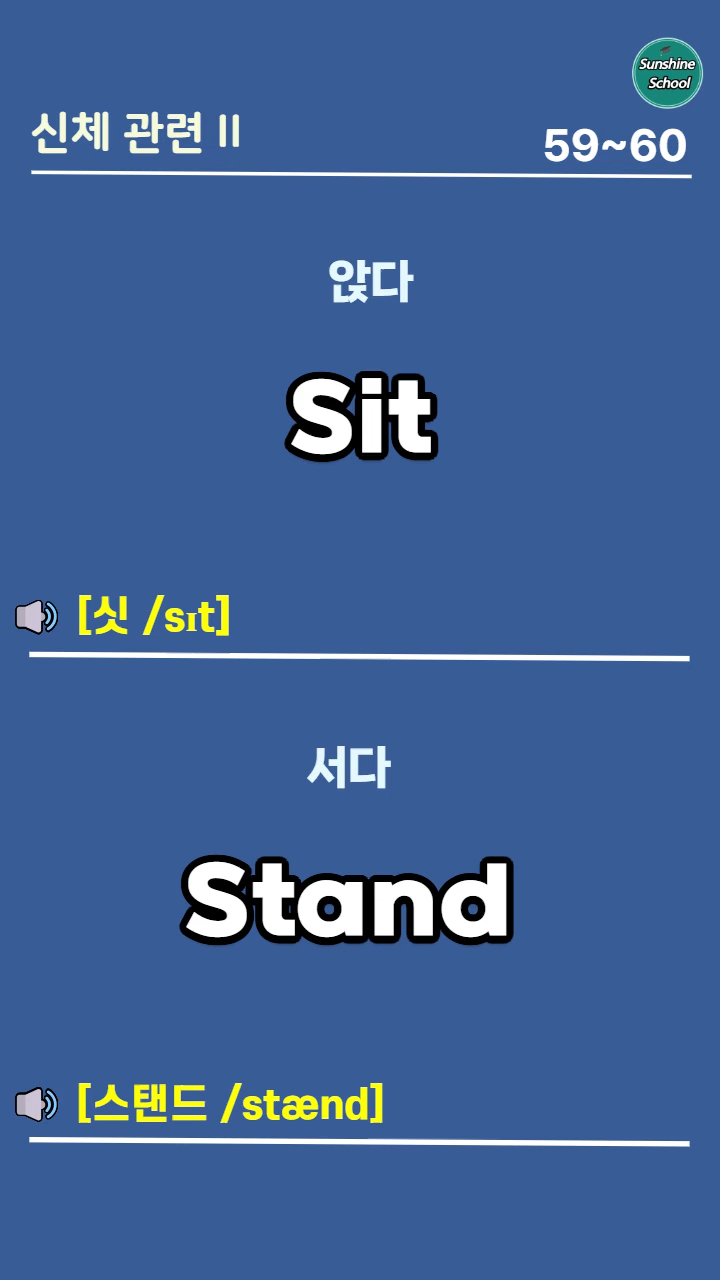 Sunshine
School
신체 관련 II
59~60
앉다
Sit
[싯 /sɪt]
서다
Stand
[스탠드 /stænd]